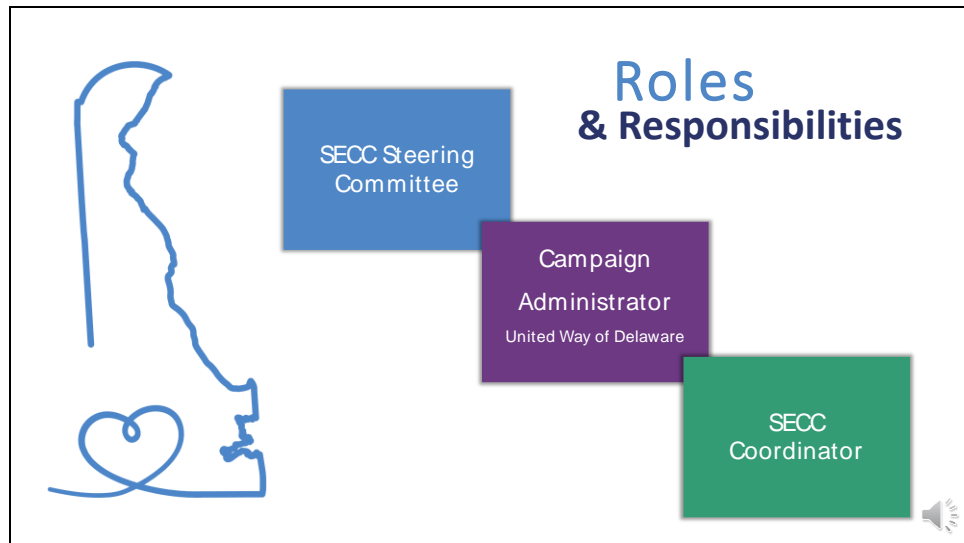 Roles
& Responsibilities
SECC Steering
Committee
Campaign
Administrator
United Way of Delaware
SECC
Coordinator